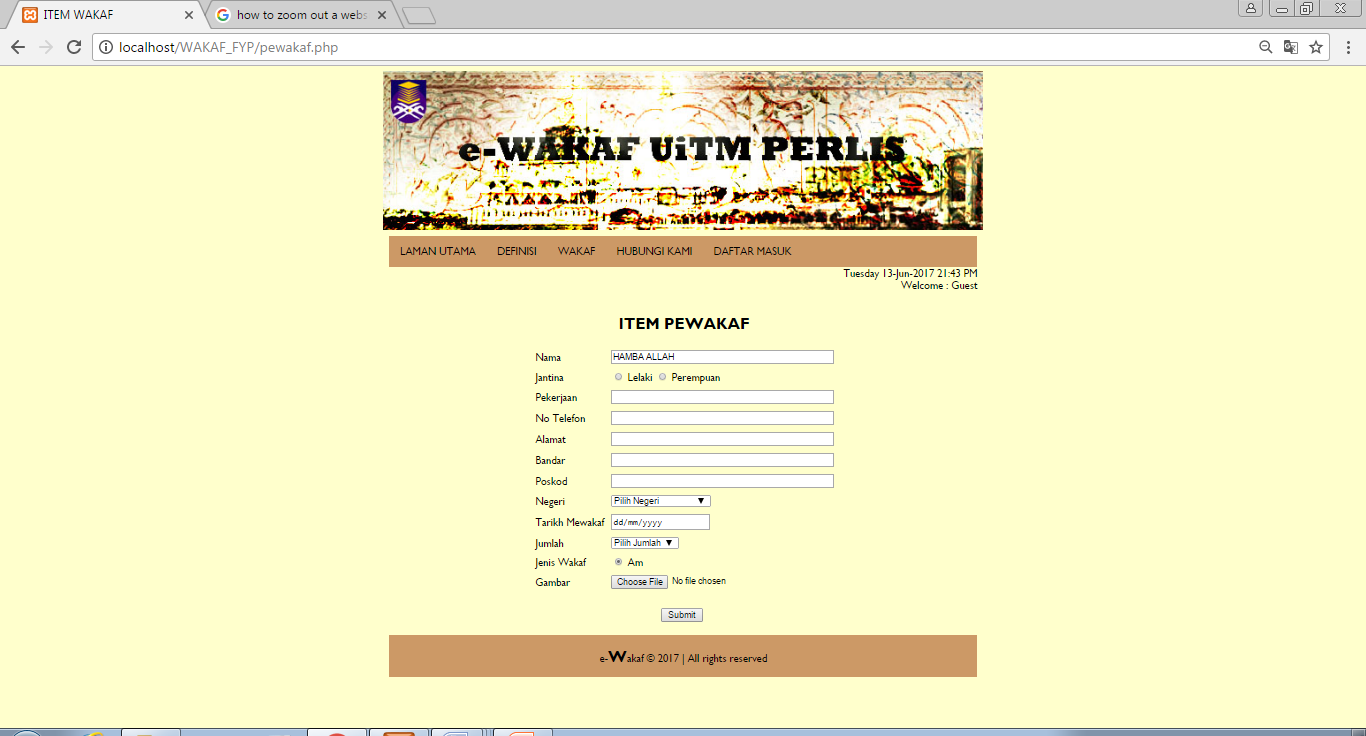 ITEM WAKAF
how to zoom out a webs
localhost/WAKAF_FYP/pewakaf.php
e-WAKAF UiTM PERLIS
LAMAN UTAMA DEFINISI WAKAF HUBUNGI KAMI DAFTAR MASUK
Tuesday 13-Jun-2017 21:43 PM
Welcome : Guest
ITEM PEWAKAF
Nama HAMBA ALLAH
Jantina Lelaki Perempuan
Pekerjaan
No Telefon
Alamat
Bandar
Poskod
Negeri Pilih Negeri
Tarikh Mewakaf dd/mm/yyyy
Jumlah Pilih Jumlah
Jenis Wakaf Am
Gambar Choose File No file chosen
Submit
e-Wakaf © 2017 | All rights reserved